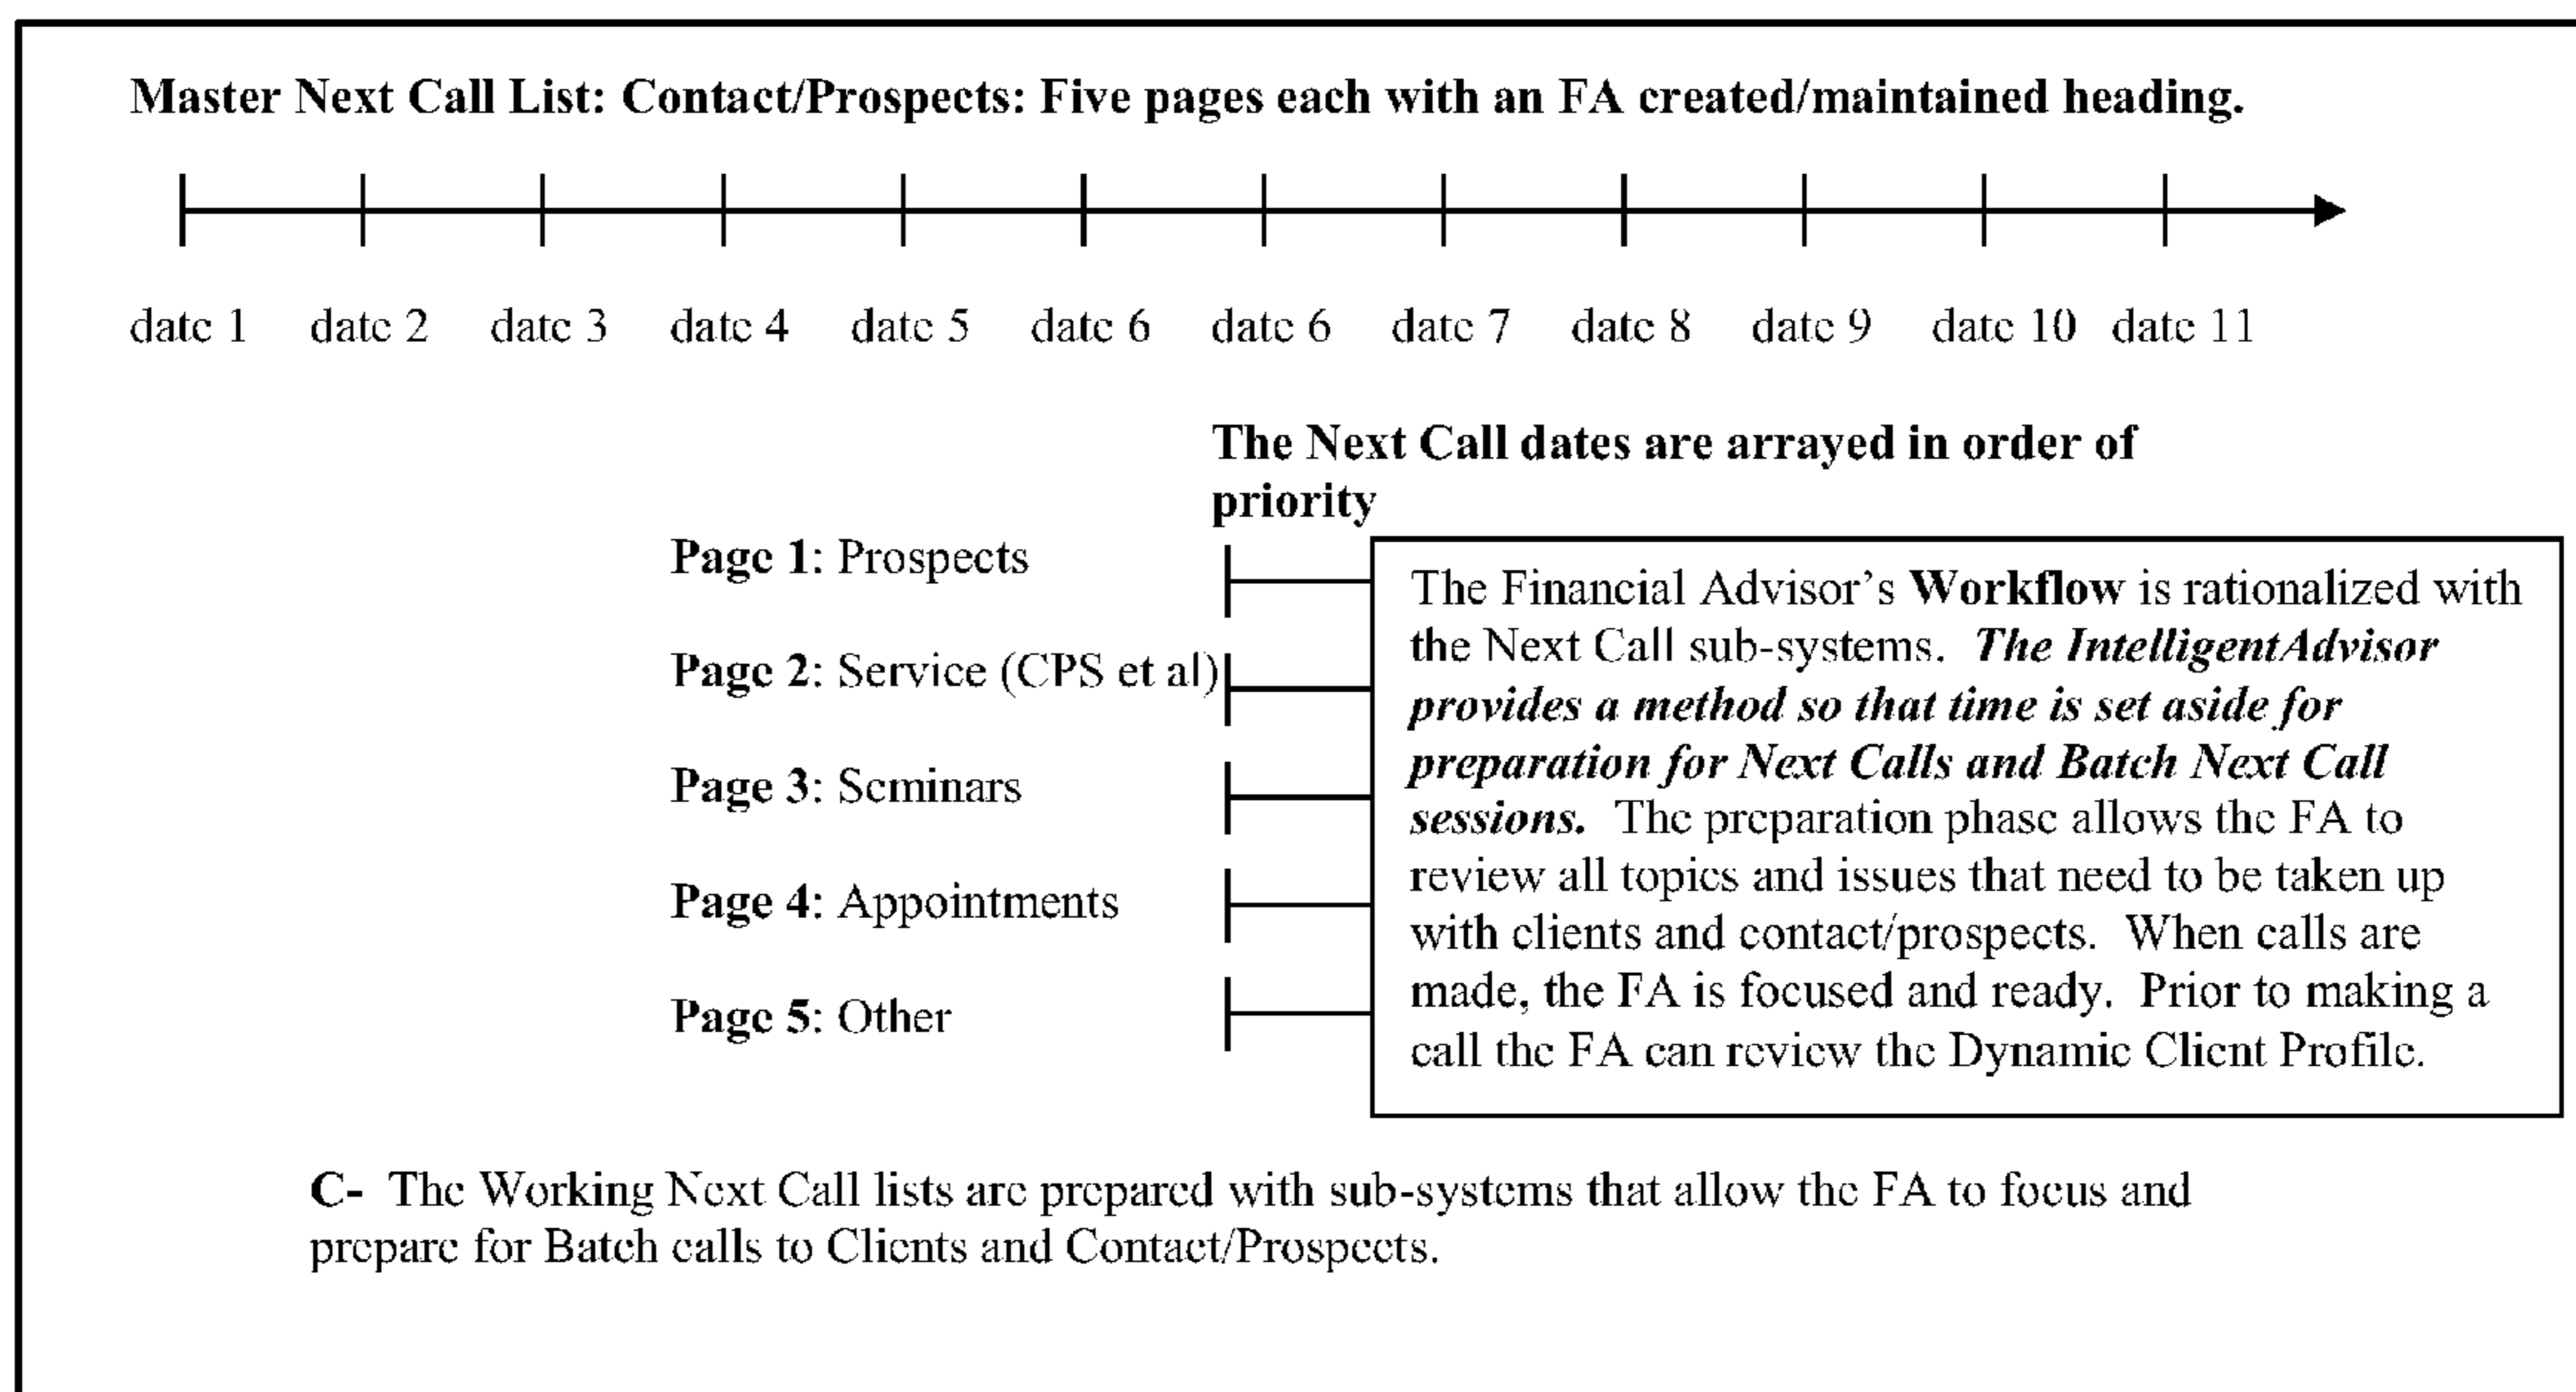 Master Next Call List: Contact/Prospects: Five pages each with an FA created/maintained heading.
date 1 date 2 date 3 date 4 date 5 date 6 date 6 date 7 date 8 date 9 date 10 date 11
The Next Call dates are arrayed in order of
priority
Page 1: Prospects
Page 2: Service (CPS et al)
Page 3: Seminars
Page 4: Appointments
Page 5: Other
The Financial Advisor's Workflow is rationalized with
the Next Call sub-systems. The IntelligentAdvisor
provides a method so that time is set aside for
preparation for Next Calls and Batch Next Call
sessions. The preparation phase allows the FA to
review all topics and issues that need to be taken up
with clients and contact/prospects. When calls are
made, the FA is focused and ready. Prior to making a
call the FA can review the Dynamic Client Profile.
C- The Working Next Call lists are prepared with sub-systems that allow the FA to focus and
prepare for Batch calls to Clients and Contact/Prospects.